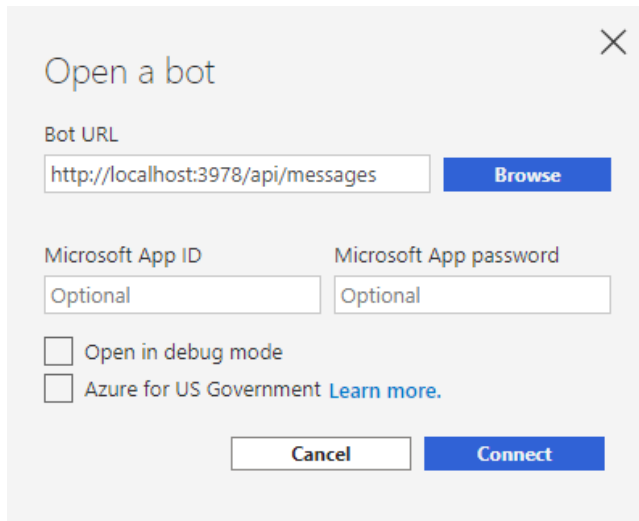 Open a bot
Bot URL
http://localhost:3978/api/messages
Browse
Microsoft App ID
Microsoft App password
Optional
Optional
Open in debug mode
Azure for US Government Learn more.
Cancel
Connect